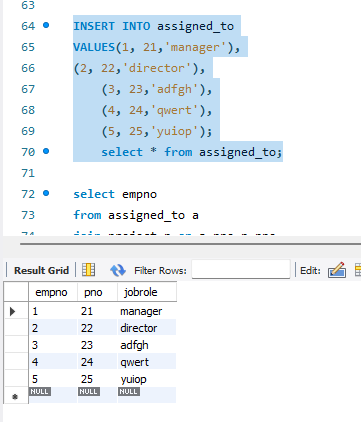 63
64 INSERT INTO assigned_to
65 VALUES(1, 21,'manager'),
66 (2, 22,'director'),
67 (3, 23,'adfgh'),
68 (4, 24,'qwert'),
69 (5, 25,'yuiop');
70 select * from assigned_to;
71
72 select empno
73 from assigned_to a
Result Grid Filter Rows: Edit:
empno pno jobrole
1 21 manager
2 22 director
3 23 adfgh
4 24 qwert
5 25 yuiop
NULL NULL NULL